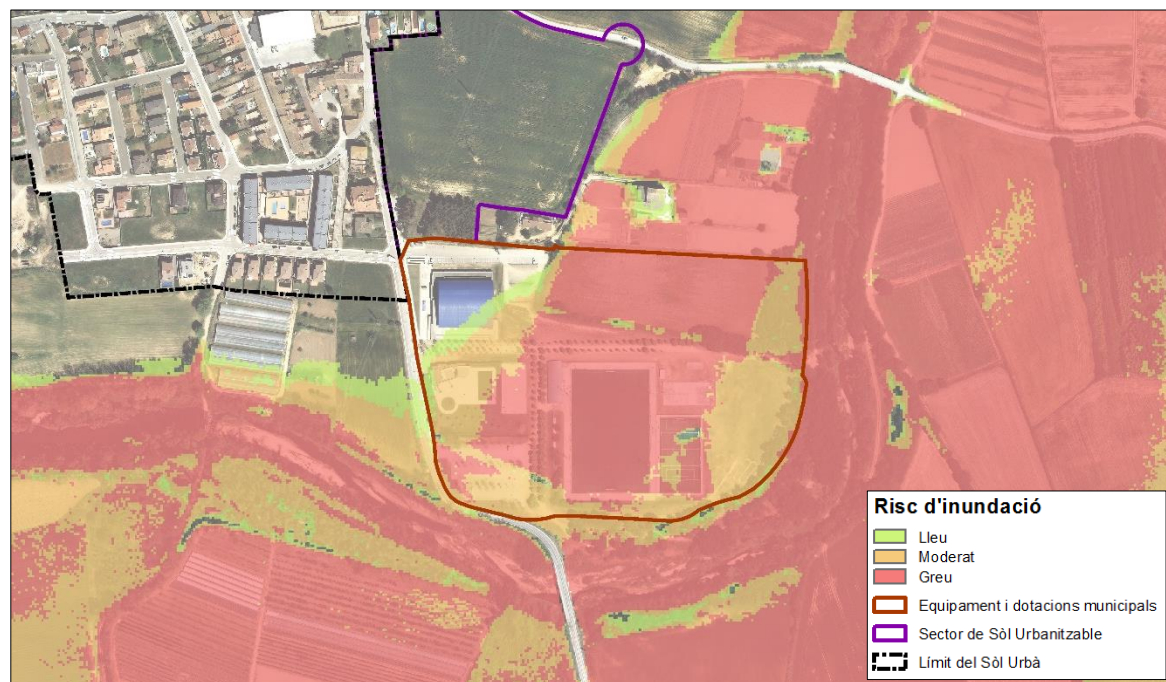 Risc d'inundació
Lleu
Moderat
Greu
Equipament i dotacions municipals
Sector de Sòl Urbanitzable
Límit del Sòl Urbà